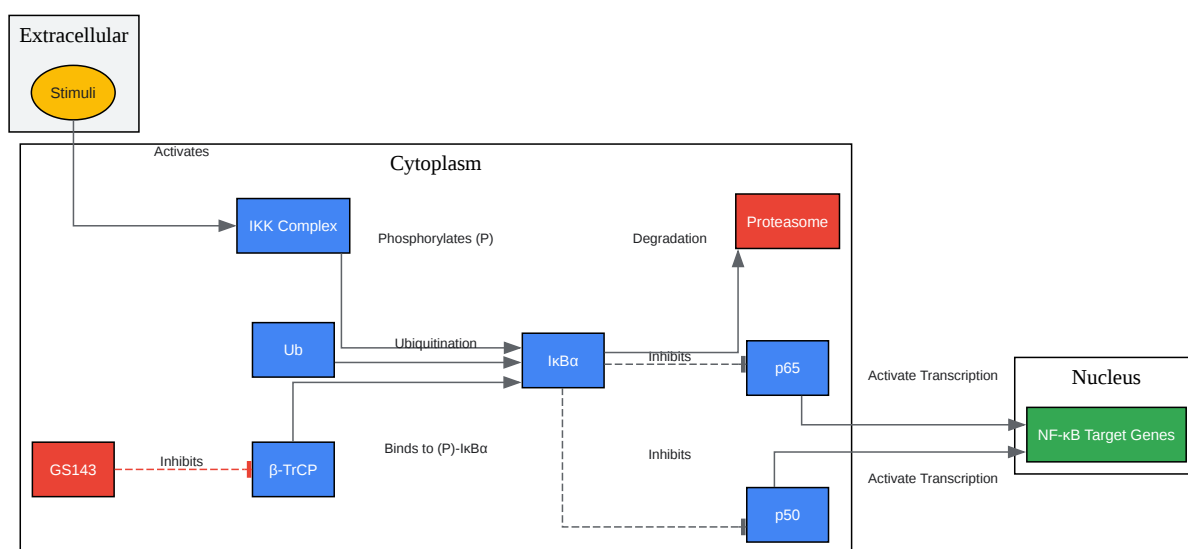 Extracellular
Stimuli
Activates
Cytoplasm
IKK Complex
Phosphorylates (P)
Degradation
Proteasome
Ub
Ubiquitination
IκBα
Inhibits
p65
Activate Transcription
Nucleus
NF-κB Target Genes
GS143
Inhibits
β-TrCP
Binds to (P)-IκBα
Inhibits
Activate Transcription
p50